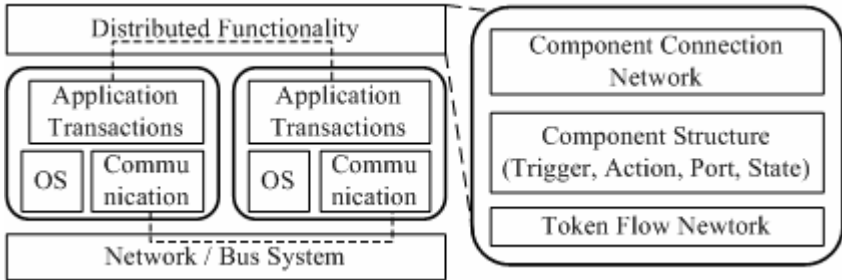 Distributed Functionality
Application
Transactions
OS
Commu
nication
Application
Transactions
OS
Commu
nication
Network / Bus System
Component Connection
Network
Component Structure
(Trigger, Action, Port, State)
Token Flow Newtork